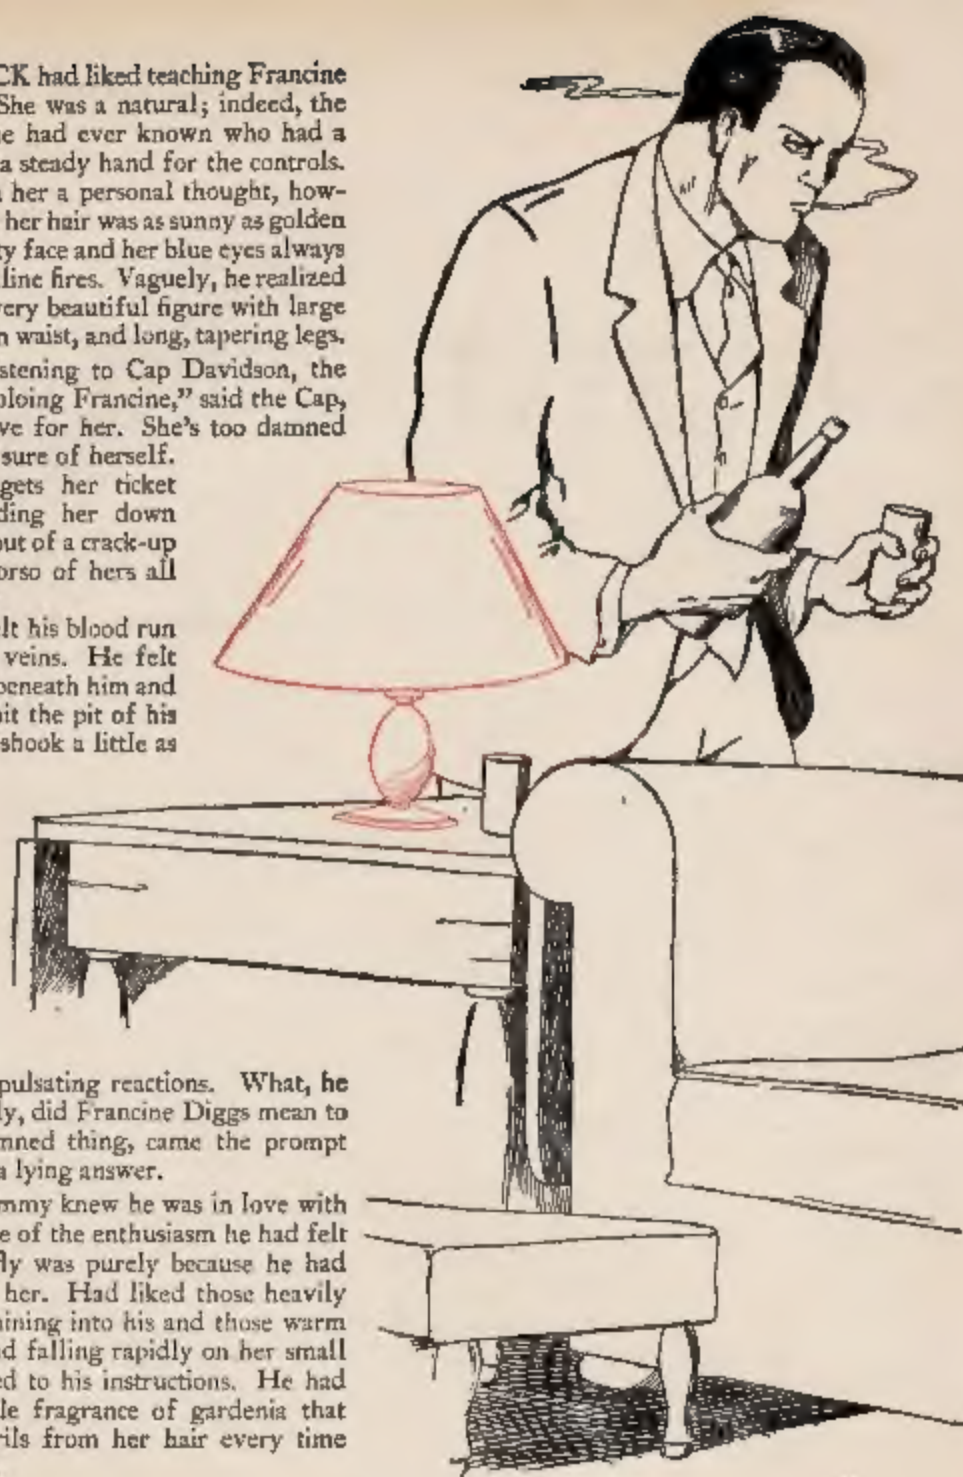 CK had liked teaching Francine
She was a natural; indeed, the
e had ever known who had a
a steady hand for the controls.
her a personal thought, how-
her hair was as sunny as golden
ty face and her blue eyes always
line fires. Vaguely, he realized
very beautiful figure with large
n waist, and long, tapering legs.
stening to Cap Davidson, the
oloing Francine,” said the Cap,
ve for her. She's too damned
sure of herself.
gets her ticket
ding her down
out of a crack-up
orso of hers all
lt his blood run
veins. He felt
beneath him and
it the pit of his
shook a little as
pulsating reactions. What, he
ly, did Francine Diggs mean to
mned thing, came the prompt
a lying answer.
mmy knew he was in love with
e of the enthusiasm he had felt
fly was purely because he had
her. Had liked those heavily
ining into his and those warm
d falling rapidly on her small
ed to his instructions. He had
le fragrance of gardenia that
rils from her hair every time